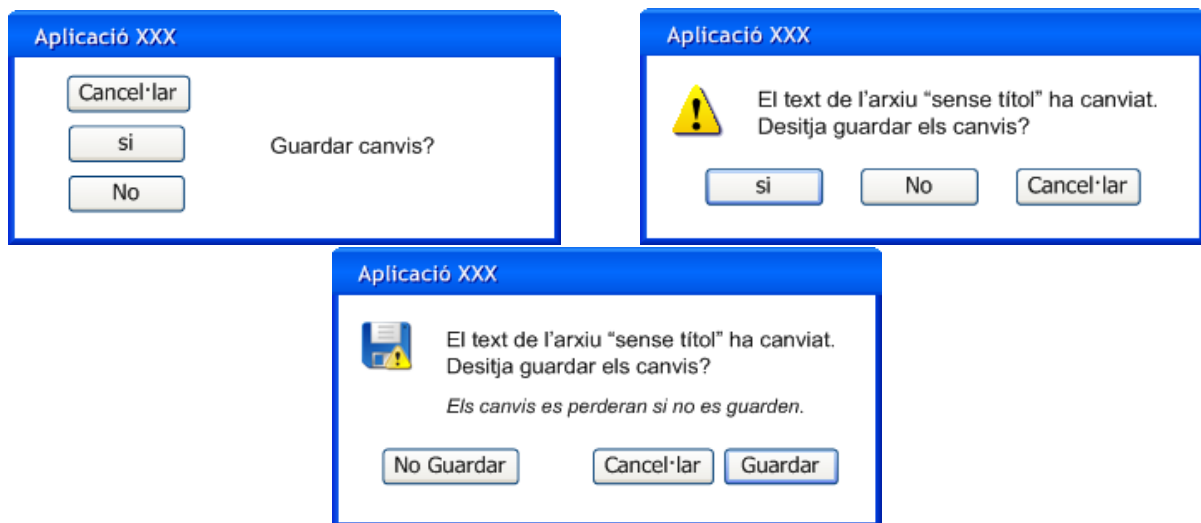 Aplicació XXX
Cancel·lar
si
Guardar canvis?
No
Aplicació XXX
El text de l'arxiu “sense títol” ha canviat.
Desitja guardar els canvis?
si No Cancel·lar
Aplicació XXX
El text de l'arxiu “sense títol” ha canviat.
Desitja guardar els canvis?
Els canvis es perderan si no es guarden.
No Guardar Cancel·lar Guardar